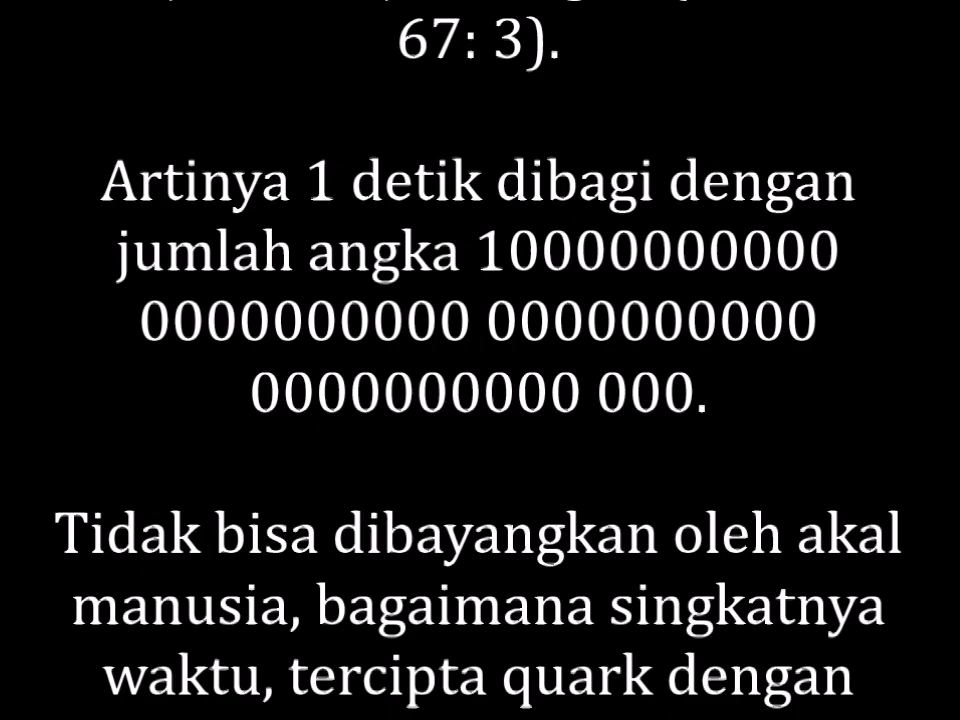 67: 3).
Artinya 1 detik dibagi dengan
jumlah angka 10000000000
0000000000 0000000000
0000000000 000.
Tidak bisa dibayangkan oleh akal
manusia, bagaimana singkatnya
waktu, tercipta quark dengan